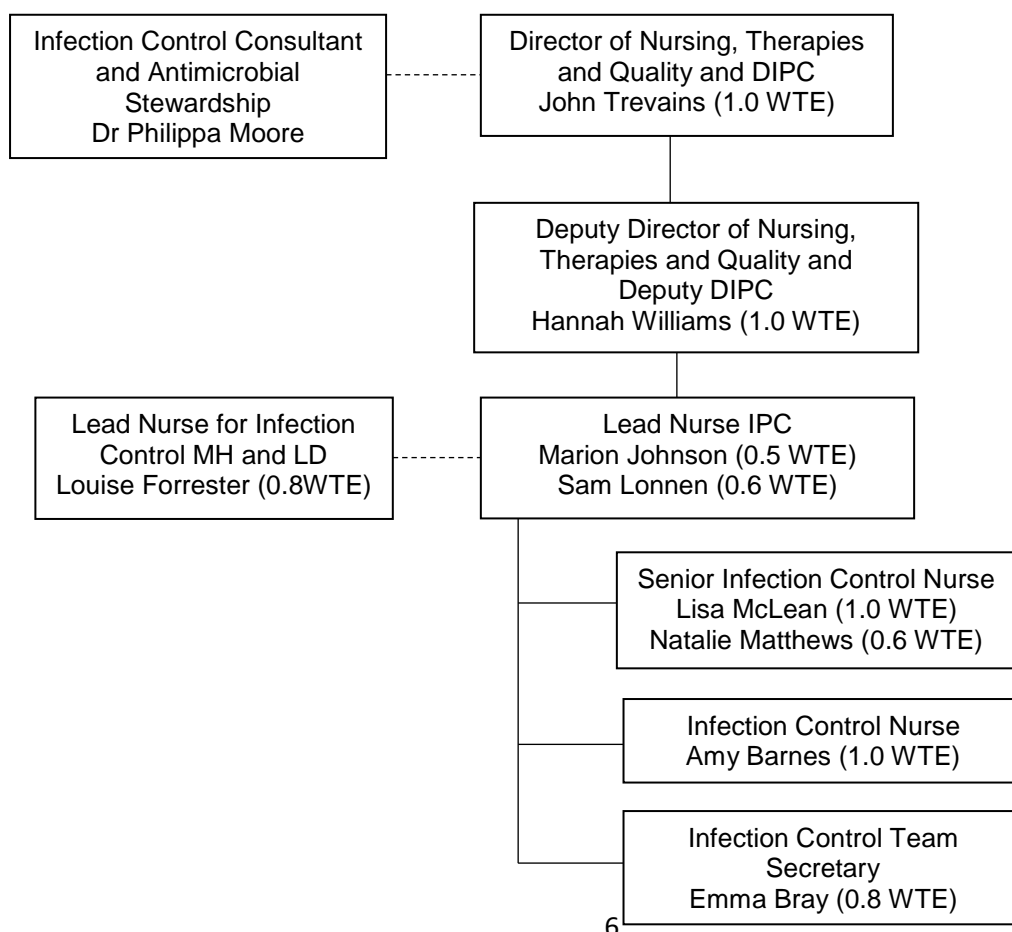 Infection Control Consultant
and Antimicrobial
Stewardship
Dr Philippa Moore
Director of Nursing, Therapies
and Quality and DIPC
John Trevains (1.0 WTE)
Deputy Director of Nursing,
Therapies and Quality and
Deputy DIPC
Hannah Williams (1.0 WTE)
Lead Nurse for Infection
Control MH and LD
Louise Forrester (0.8WTE)
Lead Nurse IPC
Marion Johnson (0.5 WTE)
Sam Lonnen (0.6 WTE)
Senior Infection Control Nurse
Lisa McLean (1.0 WTE)
Natalie Matthews (0.6 WTE)
Infection Control Nurse
Amy Barnes (1.0 WTE)
Infection Control Team
Secretary
Emma Bray (0.8 WTE)
6